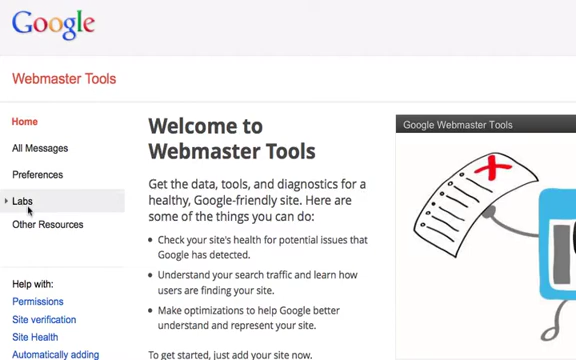 Google
Webmaster Tools
Home
All Messages
Preferences
Labs
Other Resources
Help with:
Permissions
Site verification
Site Health
Automatically adding
Welcome to
Webmaster Tools
Get the data, tools, and diagnostics for a
healthy, Google-friendly site. Here are
some of the things you can do:
Check your site's health for potential issues that
Google has detected.
Understand your search traffic and learn how
users are finding your site.
Make optimizations to help Google better
understand and represent your site.
To get started, just add your site now.
Google Webmaster Tools